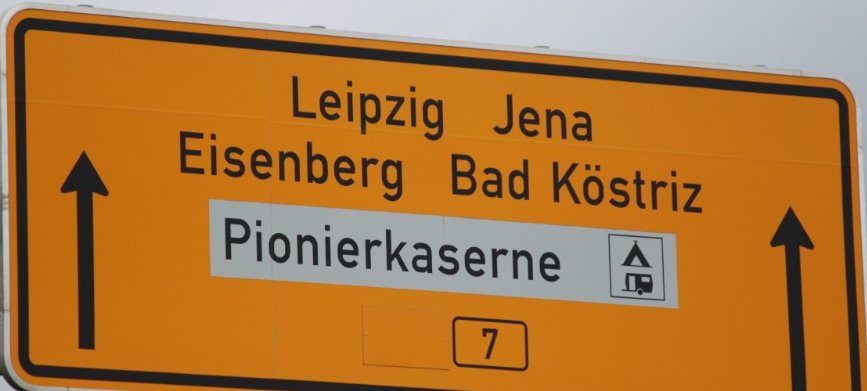 Leipzig Jena
Eisenberg Bad Köstriz
Pionierkaserne
7